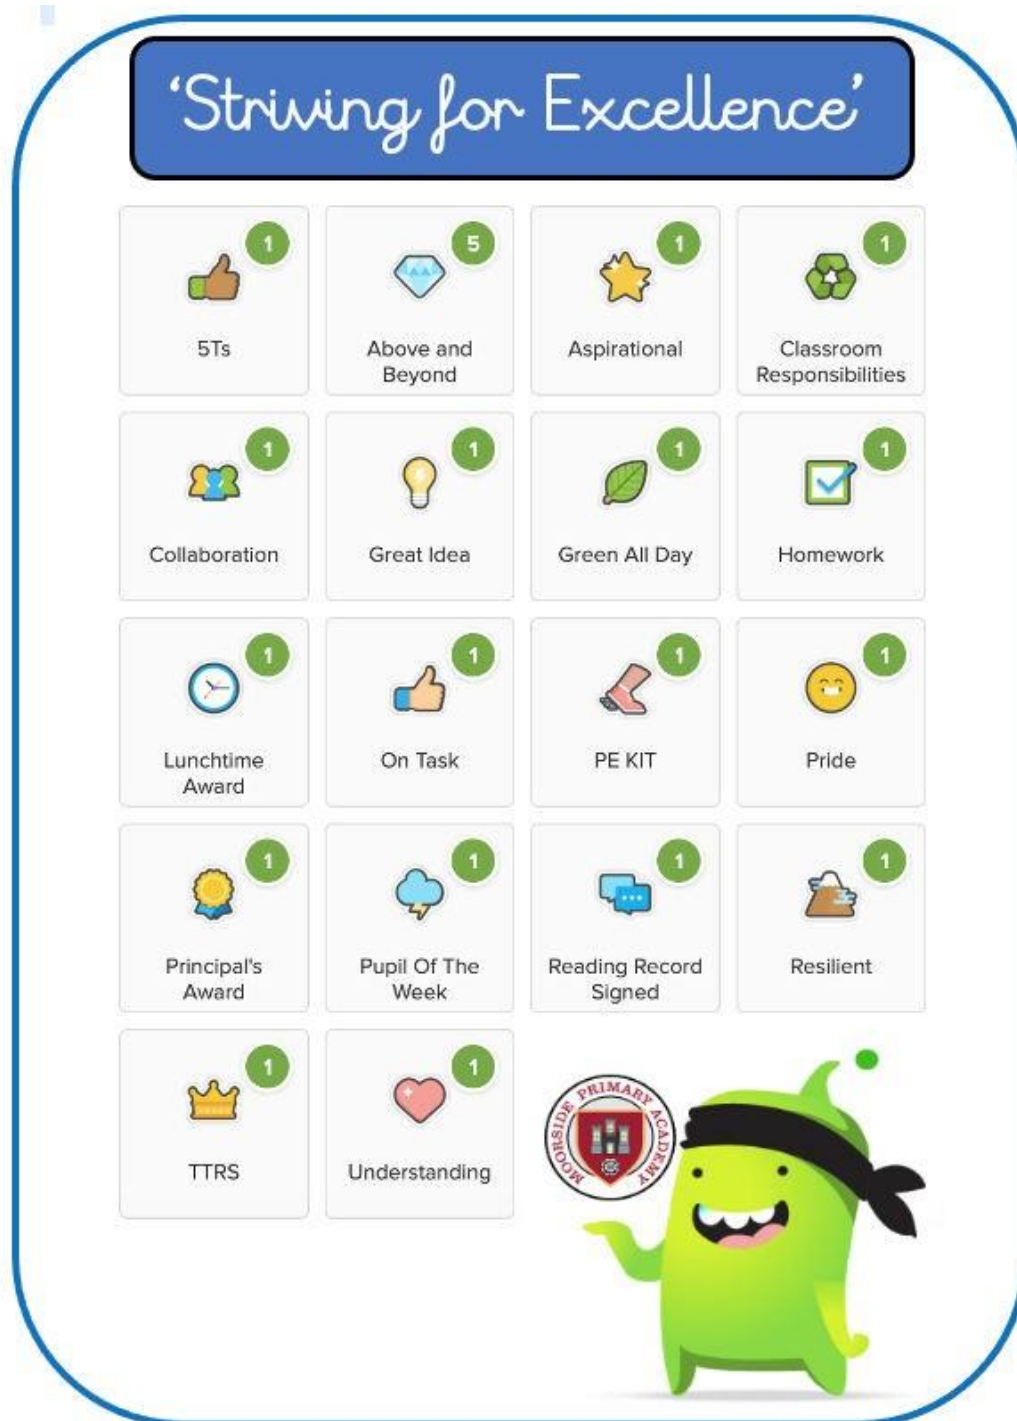 ‘Striving for Excellence’
1
5
1
1
5Ts
Above and
Beyond
Aspirational
Classroom
Responsibilities
1
1
1
1
Collaboration
Great Idea
Green All Day
Homework
1
1
1
1
Lunchtime
Award
On Task
PE KIT
Pride
1
1
1
1
Principal's
Award
Pupil Of The
Week
Reading Record
Signed
Resilient
1
1
TTRS
Understanding
MOORSIDE PRIMARY ACADEMY